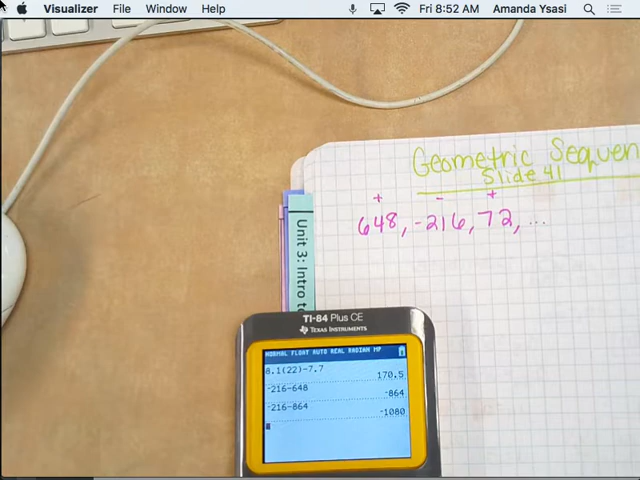 Visualizer File Window Help Fri 8:52 AM Amanda Ysasi
Geometric Sequen
Slide 41
+ - +
648, -216, 72, ...
Unit 3: Intro to
TI-84 Plus CE
TEXAS INSTRUMENTS
NORMAL FLOAT AUTO REAL RADIAN MP
8.1(22)-7.7
170.5
-216-648
-864
-216-864
-1080